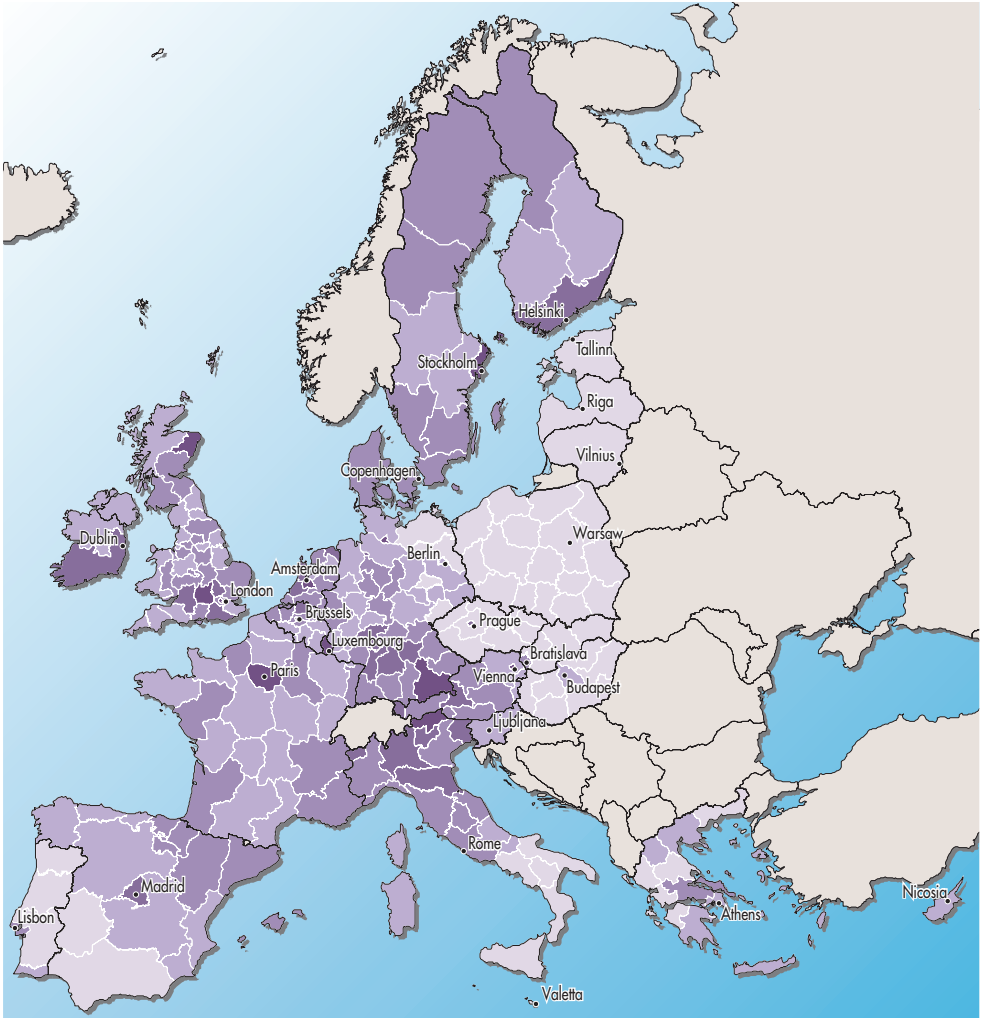 Helsinki
Tallinn
Stockholm
Riga
Vilnius
Copenhagen
Dublin
Warsaw
Berlin
Amsterdam
London
Brussels
Prague
Luxembourg
Bratislava
Paris
Vienna
Budapest
Ljubljana
Rome
Madrid
Nicosia
Lisbon
Athens
Valetta